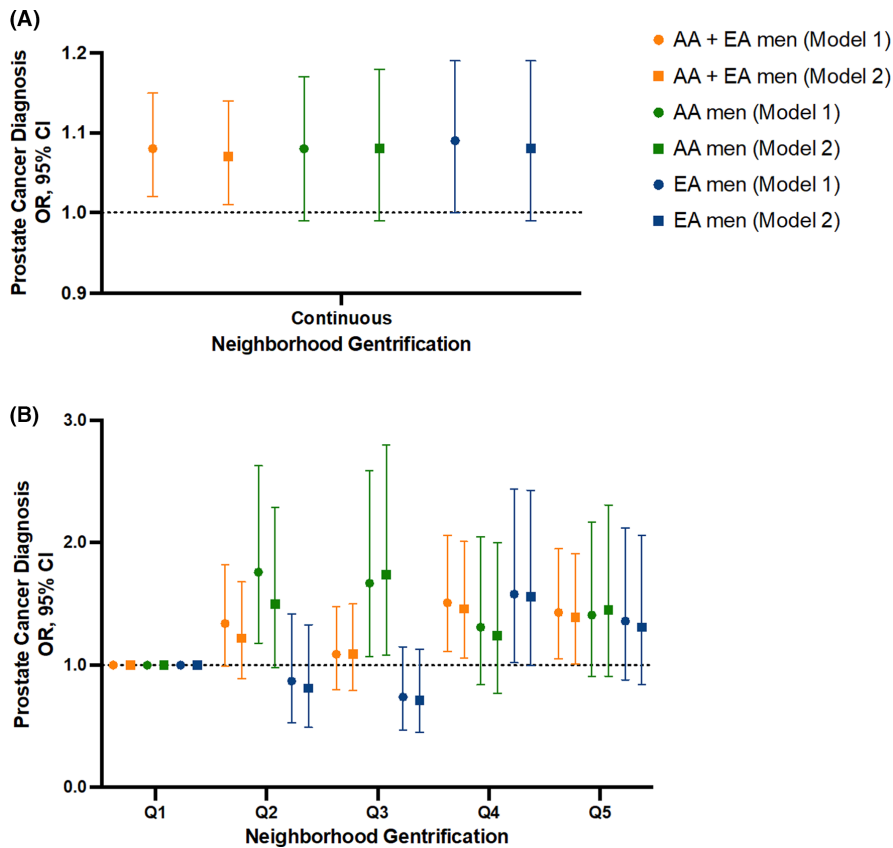 (A)
Prostate Cancer Diagnosis
OR, 95% CI
1.2
1.1
1.0
0.9
Continuous
Neighborhood Gentrification
AA + EA men (Model 1)
AA + EA men (Model 2)
AA men (Model 1)
AA men (Model 2)
EA men (Model 1)
EA men (Model 2)
(B)
Prostate Cancer Diagnosis
OR, 95% CI
3.0
2.0
1.0
0.0
Q1 Q2 Q3 Q4 Q5
Neighborhood Gentrification